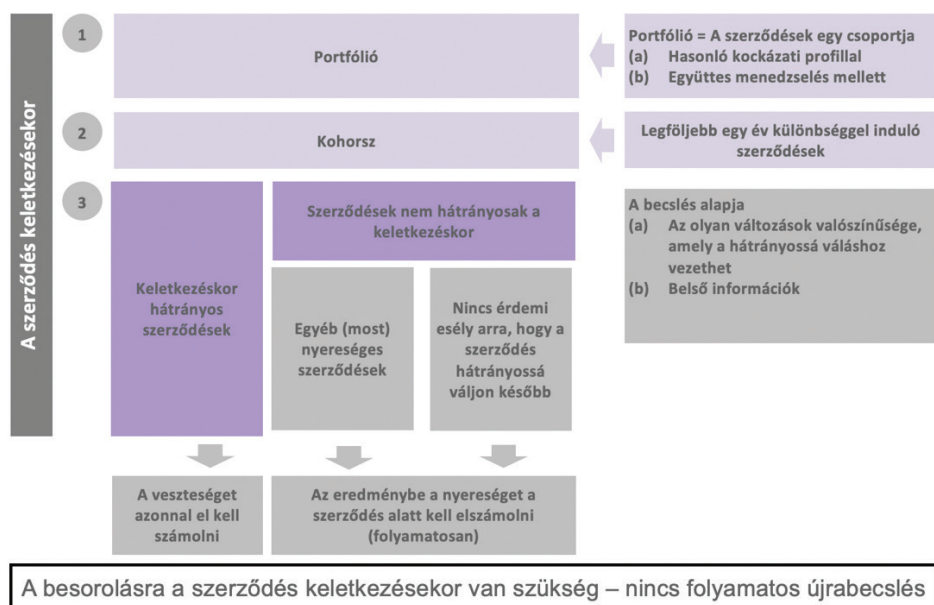 A szerződés keletkezésekor
1
Portfólió
Portfólió = A szerződések egy csoportja
(a) Hasonló kockázati profillal
(b) Együttes menedzselés mellett
2
Kohorsz
Legföljebb egy év különbséggel induló
szerződések
3
Keletkezéskor
hátrányos
szerződések
Szerződések nem hátrányosak a
keletkezéskor
Egyéb (most)
nyereséges
szerződések
Nincs érdemi
esély arra, hogy a
szerződés
hátrányossá
váljon később
A becslés alapja
(a) Az olyan változások valószínűsége,
amely a hátrányossá váláshoz
vezethet
(b) Belső információk
A veszteséget
azonnal el kell
számolni
Az eredménybe a nyereséget a
szerződés alatt kell elszámolni
(folyamatosan)
A besorolásra a szerződés keletkezésekor van szükség – nincs folyamatos újrabecslés